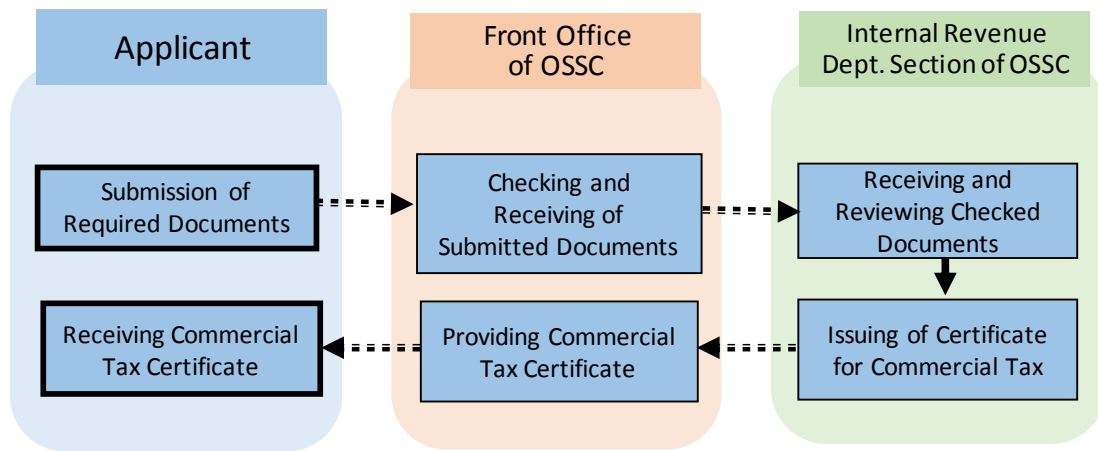 Applicant
Front Office
of OSSC
Internal Revenue
Dept. Section of OSSC
Submission of
Required Documents
Checking and
Receiving of
Submitted Documents
Receiving and
Reviewing Checked
Documents
Receiving Commercial
Tax Certificate
Providing Commercial
Tax Certificate
Issuing of Certificate
for Commercial Tax